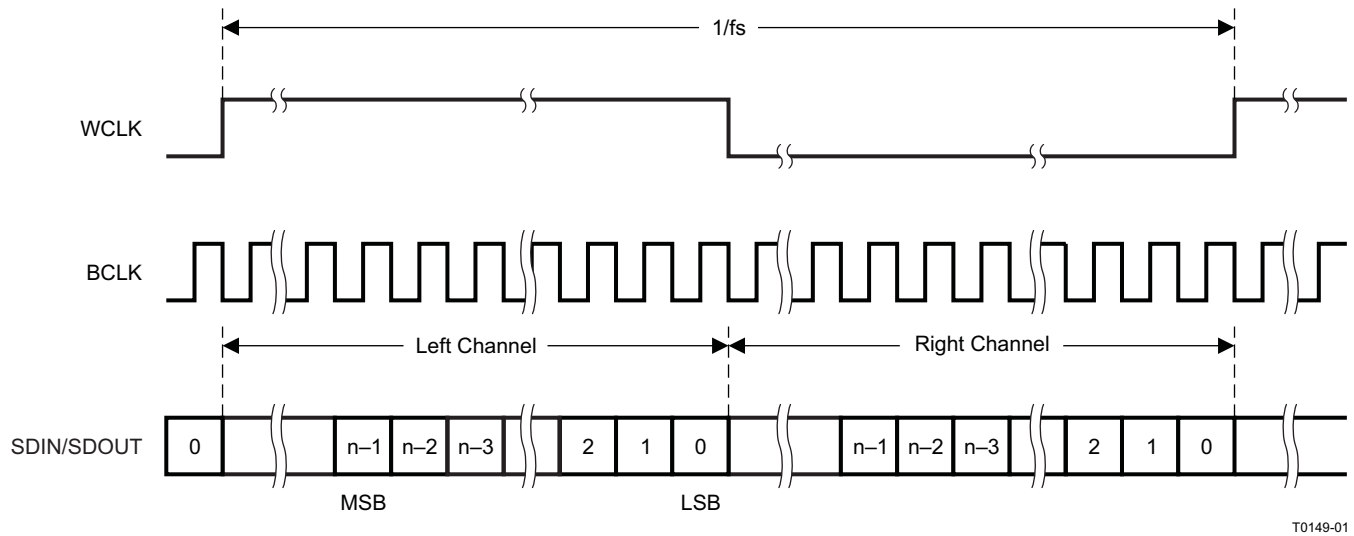 1/fs
WCLK
BCLK
Left Channel
Right Channel
SDIN/SDOUT
0 n–1 n–2 n–3 2 1 0 n–1 n–2 n–3 2 1 0
MSB LSB
T0149-01